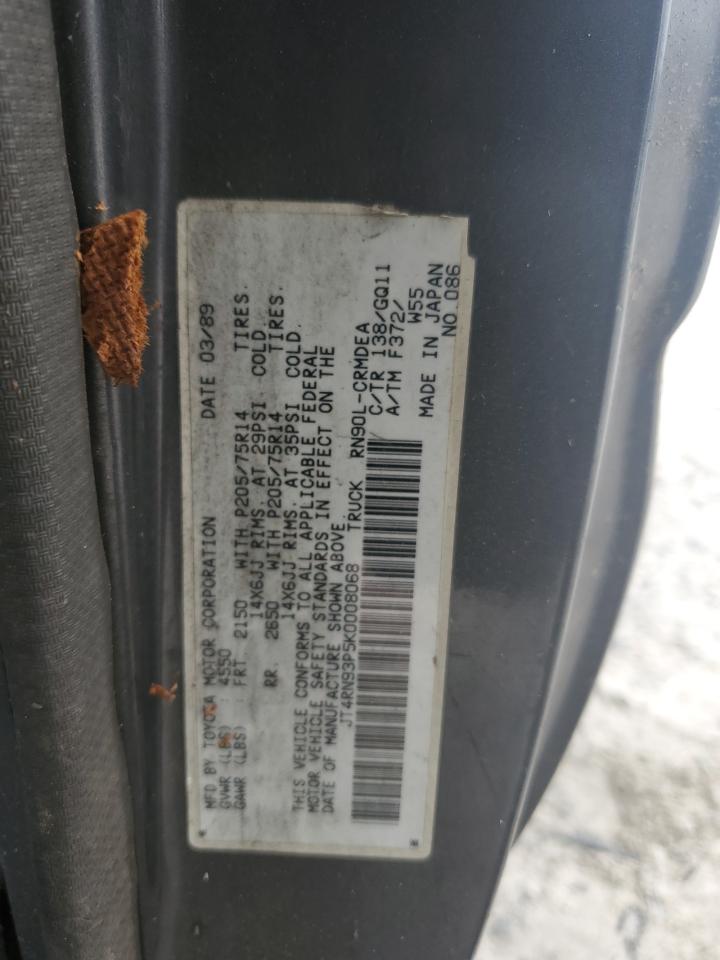 MFD BY TOYOTA MOTOR CORPORATION DATE 03/89
GVWR (LBS) : 4550
GAWR (LBS) : FRT. 2150 WITH P205/75R14 TIRES.
14X6JJ RIMS. AT 29PSI COLD
RR. 2650 WITH P205/75R14 TIRES.
14X6JJ RIMS. AT 35PSI COLD.
THIS VEHICLE CONFORMS TO ALL APPLICABLE FEDERAL
MOTOR VEHICLE SAFETY STANDARDS IN EFFECT ON THE
DATE OF MANUFACTURE SHOWN ABOVE.
JT4RN93P5K0008068 TRUCK RN90L-CRMDEA
C/TR 138/GQ11
A/TM F372/
W55
MADE IN JAPAN
NO.086